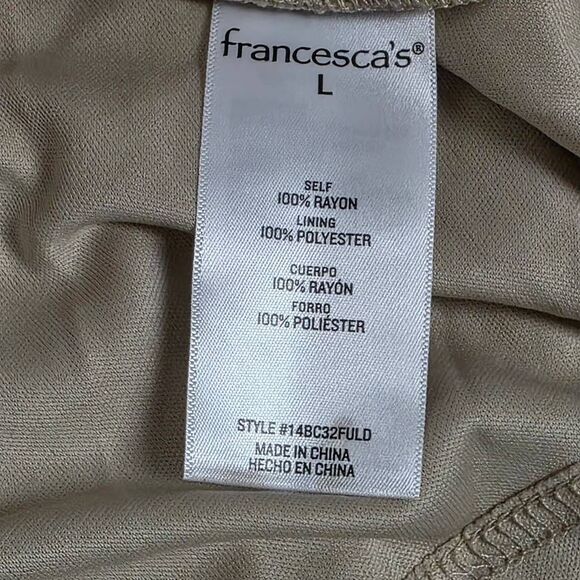 francesca's®
L
SELF
100% RAYON
LINING
100% POLYESTER
CUERPO
100% RAYÓN
FORRO
100% POLIÉSTER
STYLE #14BC32FULD
MADE IN CHINA
HECHO EN CHINA